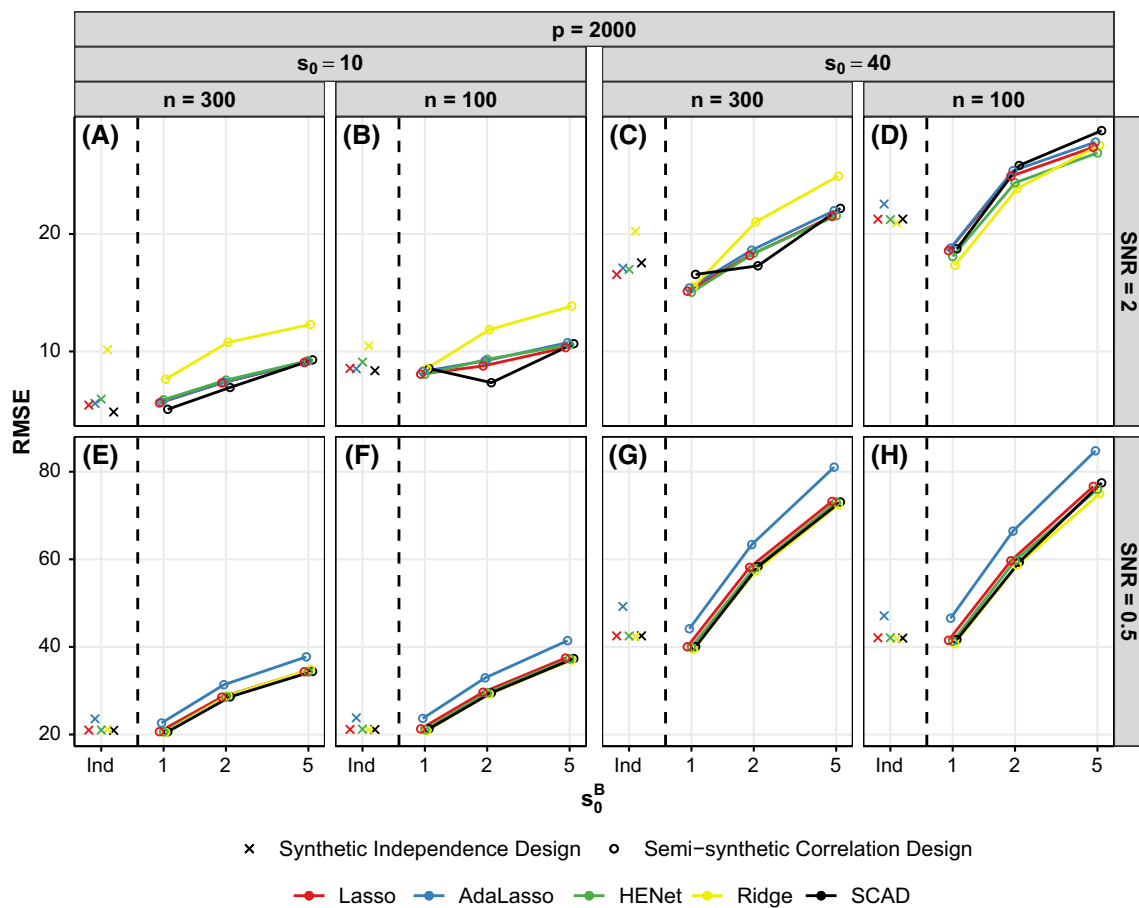 p = 2000
s₀ = 10
s₀ = 40
n = 300
n = 100
n = 300
n = 100
(A)
(B)
(C)
(D)
SNR = 2
20
10
RMSE
(E)
(F)
(G)
(H)
SNR = 0.5
80
60
40
20
Ind 1 2 5
Ind 1 2 5
Ind 1 2 5
Ind 1 2 5
s₀ᴮ
Synthetic Independence Design
Semi−synthetic Correlation Design
Lasso AdaLasso HENet Ridge SCAD